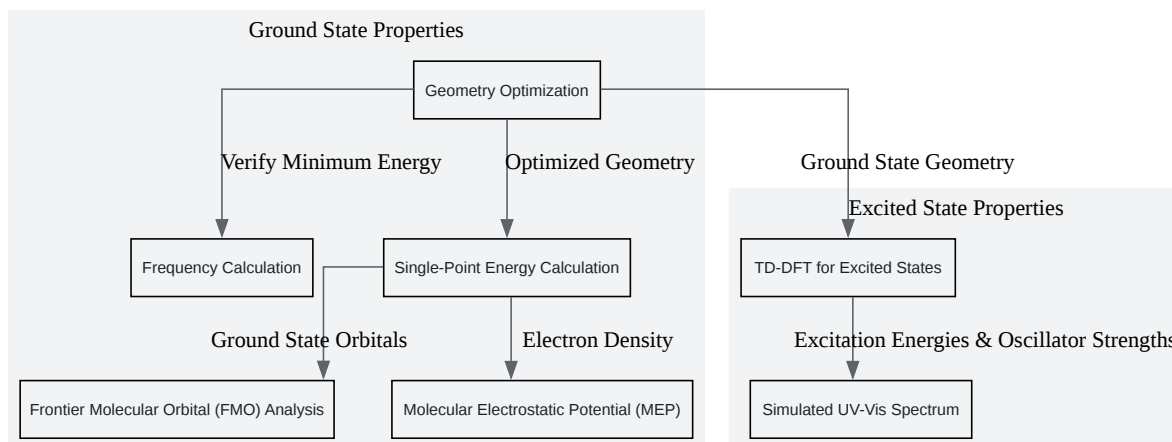 Ground State Properties
Geometry Optimization
Verify Minimum Energy
Optimized Geometry
Ground State Geometry
Excited State Properties
Frequency Calculation
Single-Point Energy Calculation
TD-DFT for Excited States
Ground State Orbitals
Electron Density
Excitation Energies & Oscillator Strengths
Frontier Molecular Orbital (FMO) Analysis
Molecular Electrostatic Potential (MEP)
Simulated UV-Vis Spectrum